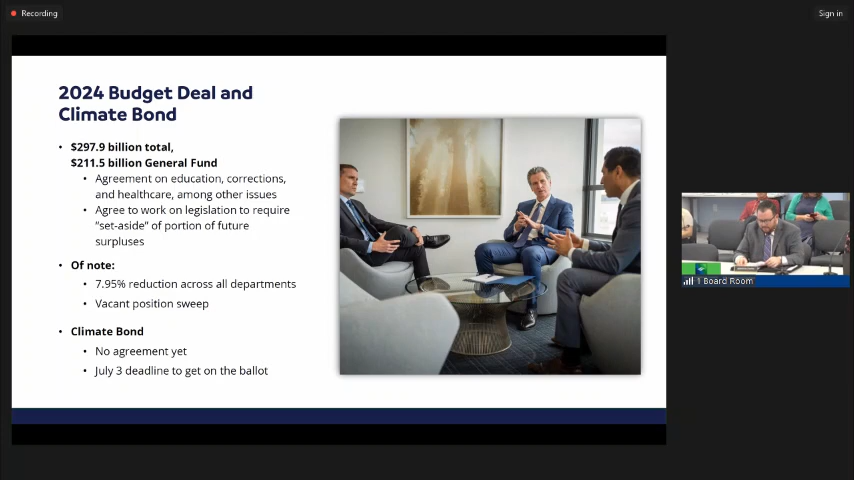 Recording
Sign in
2024 Budget Deal and
Climate Bond
• $297.9 billion total,
$211.5 billion General Fund
• Agreement on education, corrections,
and healthcare, among other issues
• Agree to work on legislation to require
“set-aside” of portion of future
surpluses
• Of note:
• 7.95% reduction across all departments
• Vacant position sweep
• Climate Bond
• No agreement yet
• July 3 deadline to get on the ballot
1 Board Room